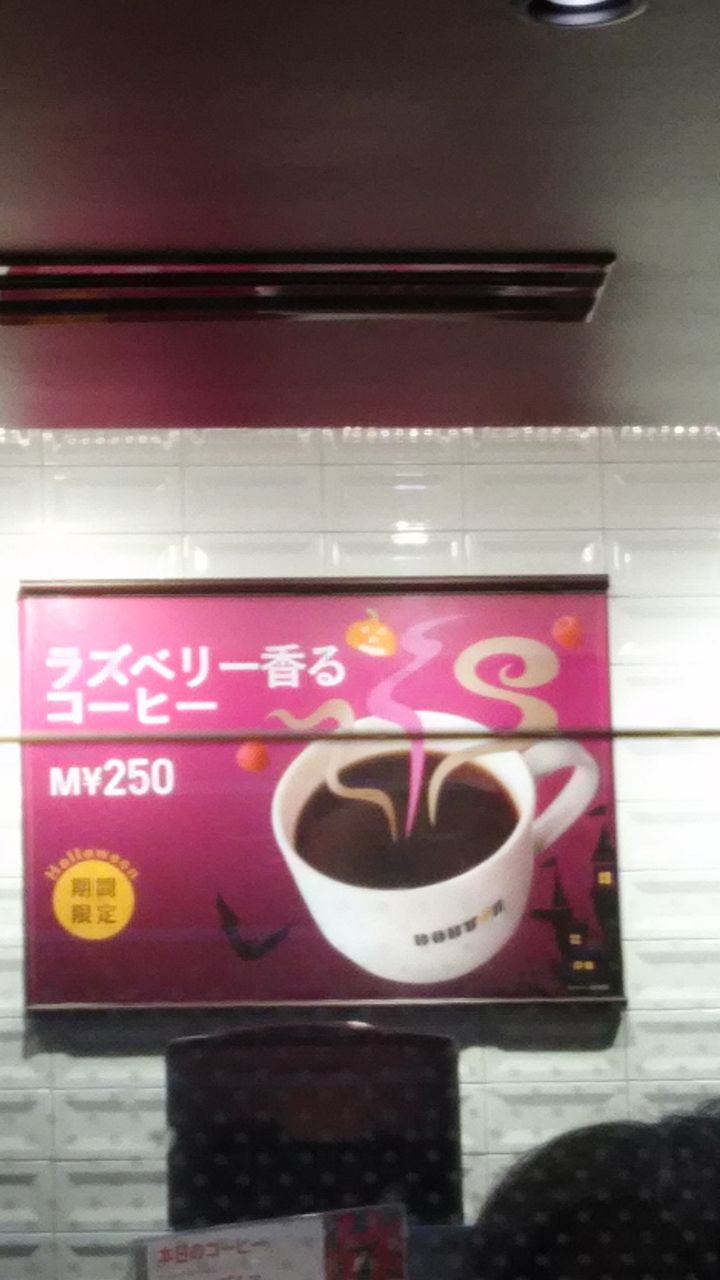 ラズベリー香る
コーヒー
M¥250
Halloween
期間
限定
DOUTOR
本日のコーヒー